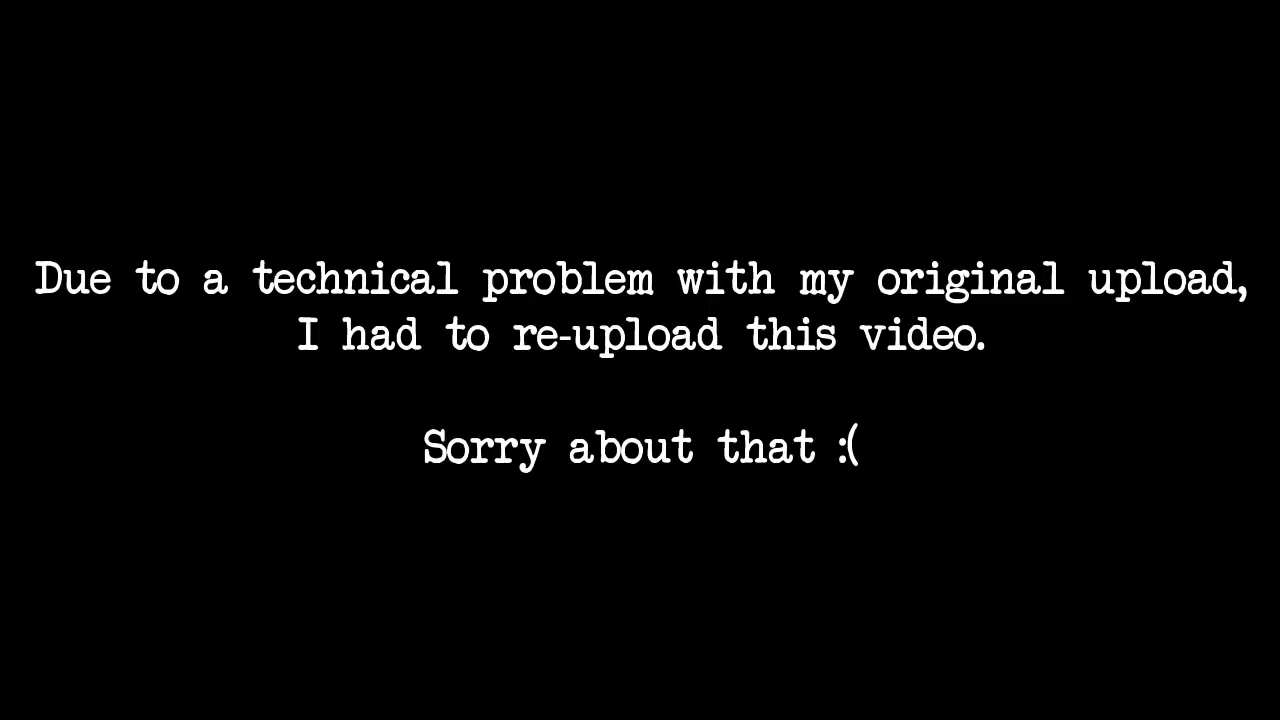 Due to a technical problem with my original upload,
I had to re-upload this video.
Sorry about that :(